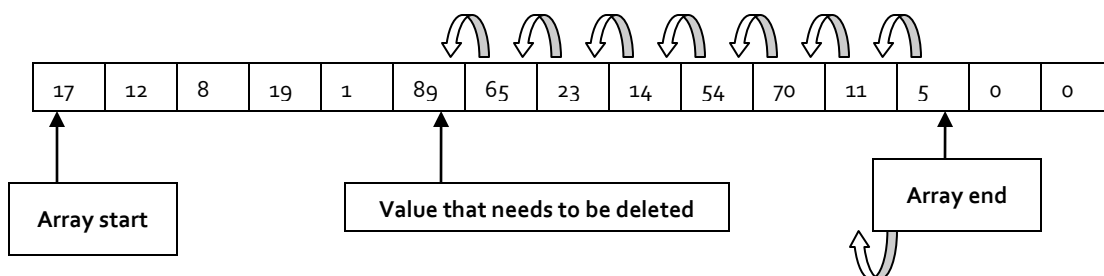 17 12 8 19 1 89 65 23 14 54 70 11 5 0 0
Array start
Value that needs to be deleted
Array end